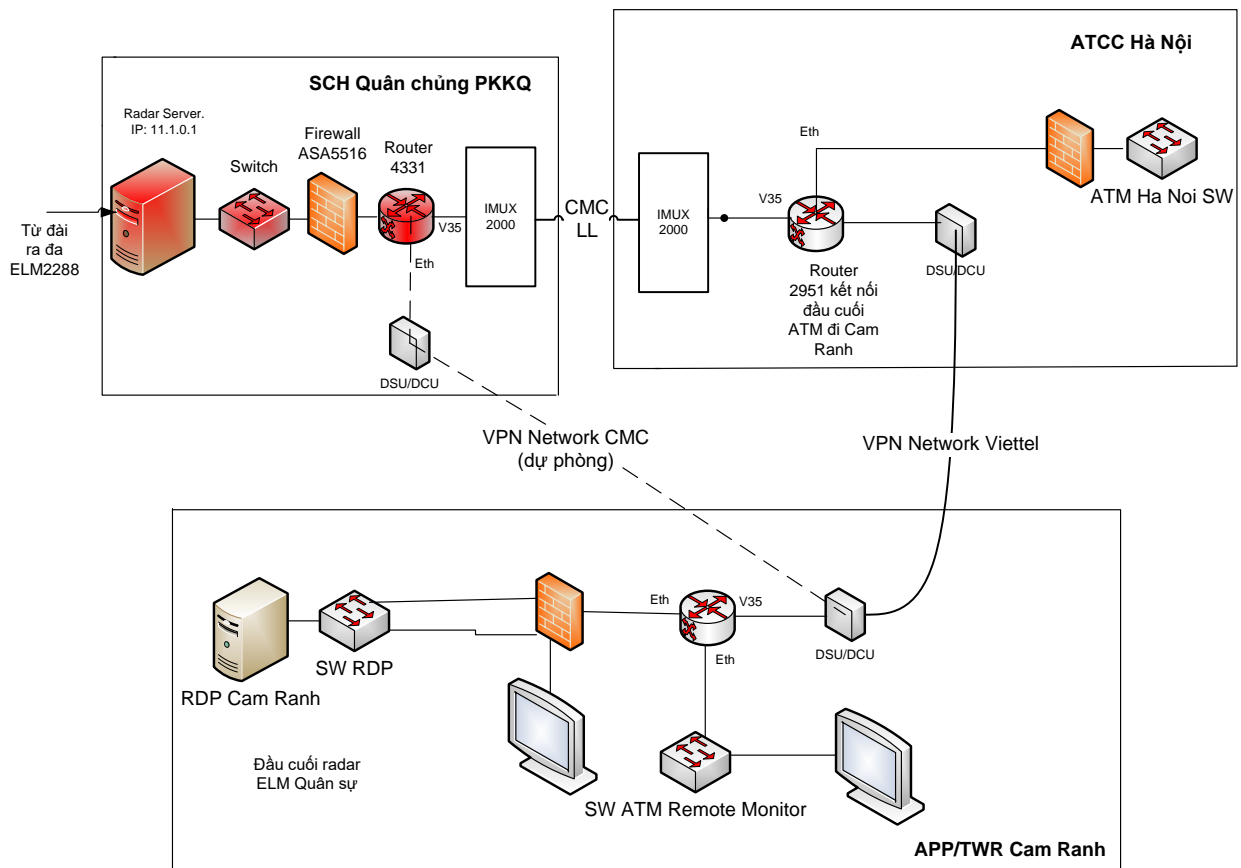 SCH Quân chủng PKKQ
Radar Server.
IP: 11.1.0.1
Switch
Firewall
ASA5516
Router
4331
V35
Eth
IMUX
2000
Từ đài
ra đa
ELM2288
DSU/DCU
CMC
LL
ATCC Hà Nội
IMUX
2000
V35
Eth
Router
2951 kết nối
đầu cuối
ATM đi Cam
Ranh
DSU/DCU
ATM Ha Noi SW
VPN Network CMC
(dự phòng)
VPN Network Viettel
RDP Cam Ranh
SW RDP
Eth
V35
Eth
DSU/DCU
Đầu cuối radar
ELM Quân sự
SW ATM Remote Monitor
APP/TWR Cam Ranh